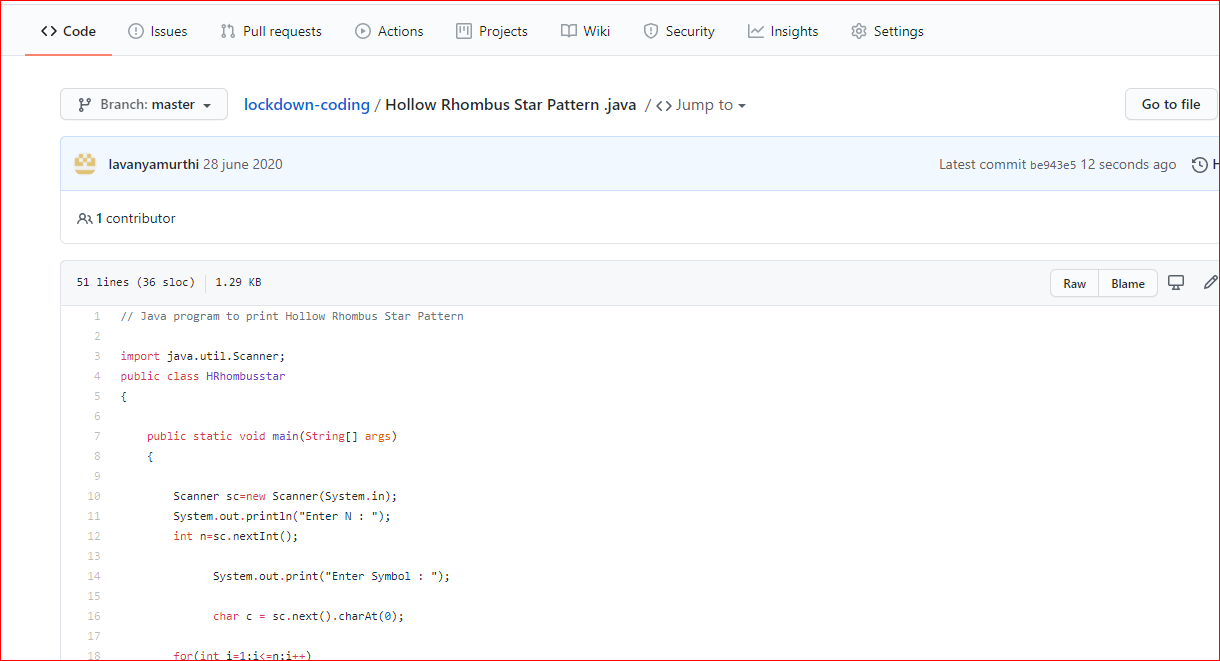 Code Issues Pull requests Actions Projects Wiki Security Insights Settings
Branch: master lockdown-coding / Hollow Rhombus Star Pattern .java / <> Jump to Go to file
lavanyamurthi 28 june 2020 Latest commit be943e5 12 seconds ago H
1 contributor
51 lines (36 sloc) 1.29 KB Raw Blame
1 // Java program to print Hollow Rhombus Star Pattern
2
3 import java.util.Scanner;
4 public class HRhombusstar
5 {
6
7 public static void main(String[] args)
8 {
9
10 Scanner sc=new Scanner(System.in);
11 System.out.println("Enter N : ");
12 int n=sc.nextInt();
13
14 System.out.print("Enter Symbol : ");
15
16 char c = sc.next().charAt(0);
17
18 for(int i=1;i<=n;i++)